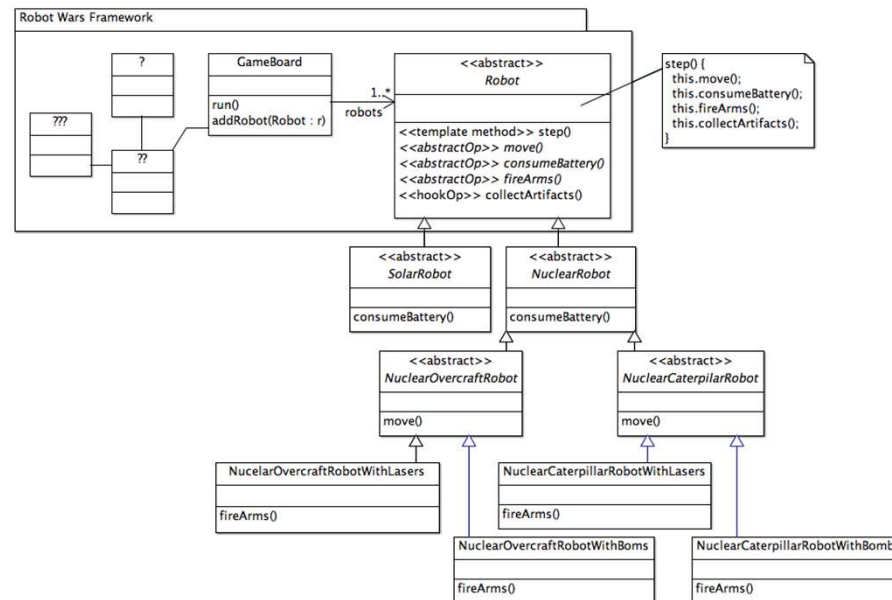 Robot Wars Framework
?
???
??
GameBoard
run()
addRobot(Robot : r)
1..*
robots
<<abstract>>
Robot
<<template method>> step()
<<abstractOp>> move()
<<abstractOp>> consumeBattery()
<<abstractOp>> fireArms()
<<hookOp>> collectArtifacts()
step() {
this.move();
this.consumeBattery();
this.fireArms();
this.collectArtifacts();
}
<<abstract>>
SolarRobot
consumeBattery()
<<abstract>>
NuclearRobot
consumeBattery()
<<abstract>>
NuclearOvercraftRobot
move()
<<abstract>>
NuclearCaterpilarRobot
move()
NucelarOvercraftRobotWithLasers
fireArms()
NuclearCaterpillarRobotWithLasers
fireArms()
NuclearOvercraftRobotWithBoms
fireArms()
NuclearCaterpillarRobotWithBomb
fireArms()